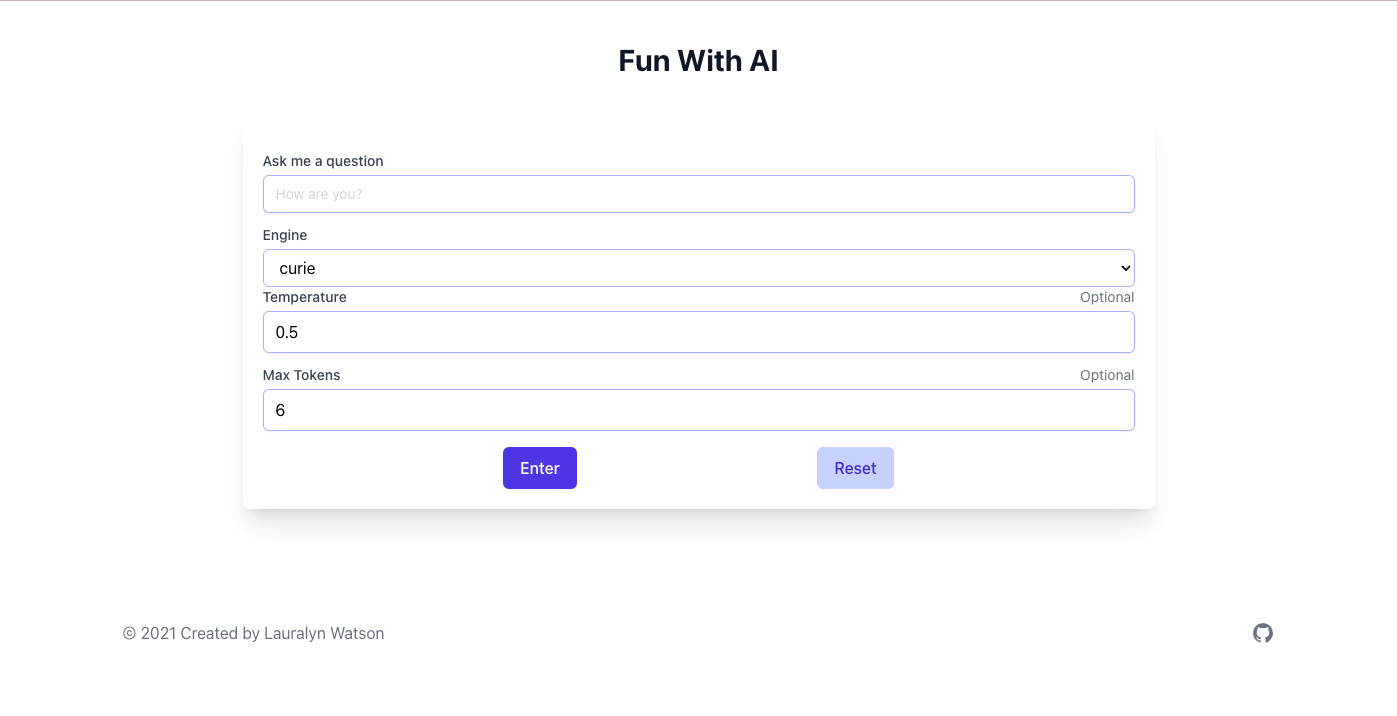 Fun With AI
Ask me a question
How are you?
Engine
curie
Temperature Optional
0.5
Max Tokens Optional
6
Enter Reset
© 2021 Created by Lauralyn Watson